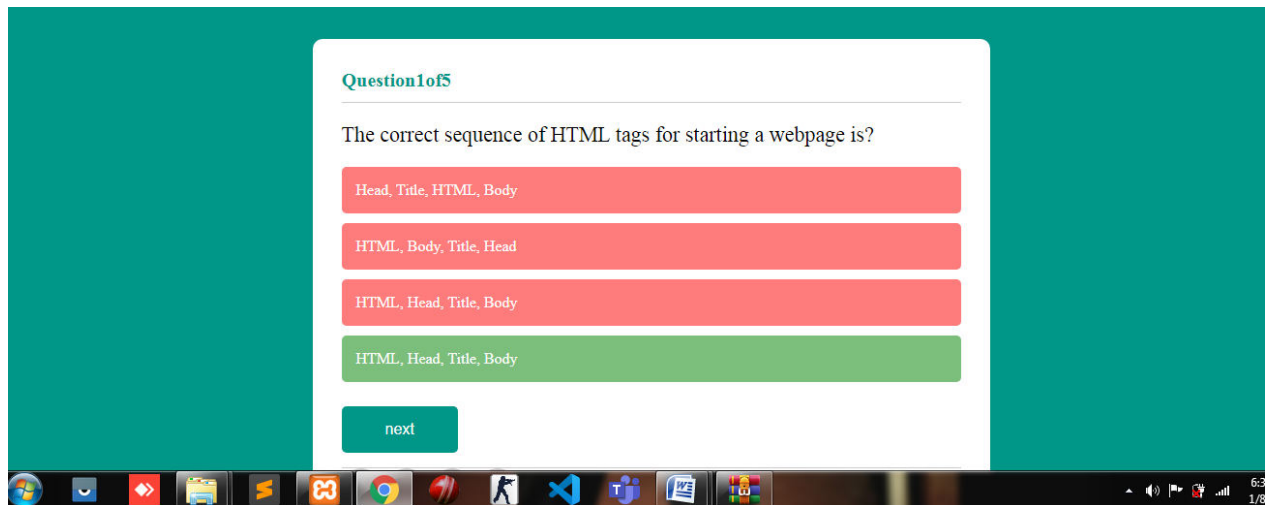 Question1of5
The correct sequence of HTML tags for starting a webpage is?
Head, Title, HTML, Body
HTML, Body, Title, Head
HTML, Head, Title, Body
HTML, Head, Title, Body
next